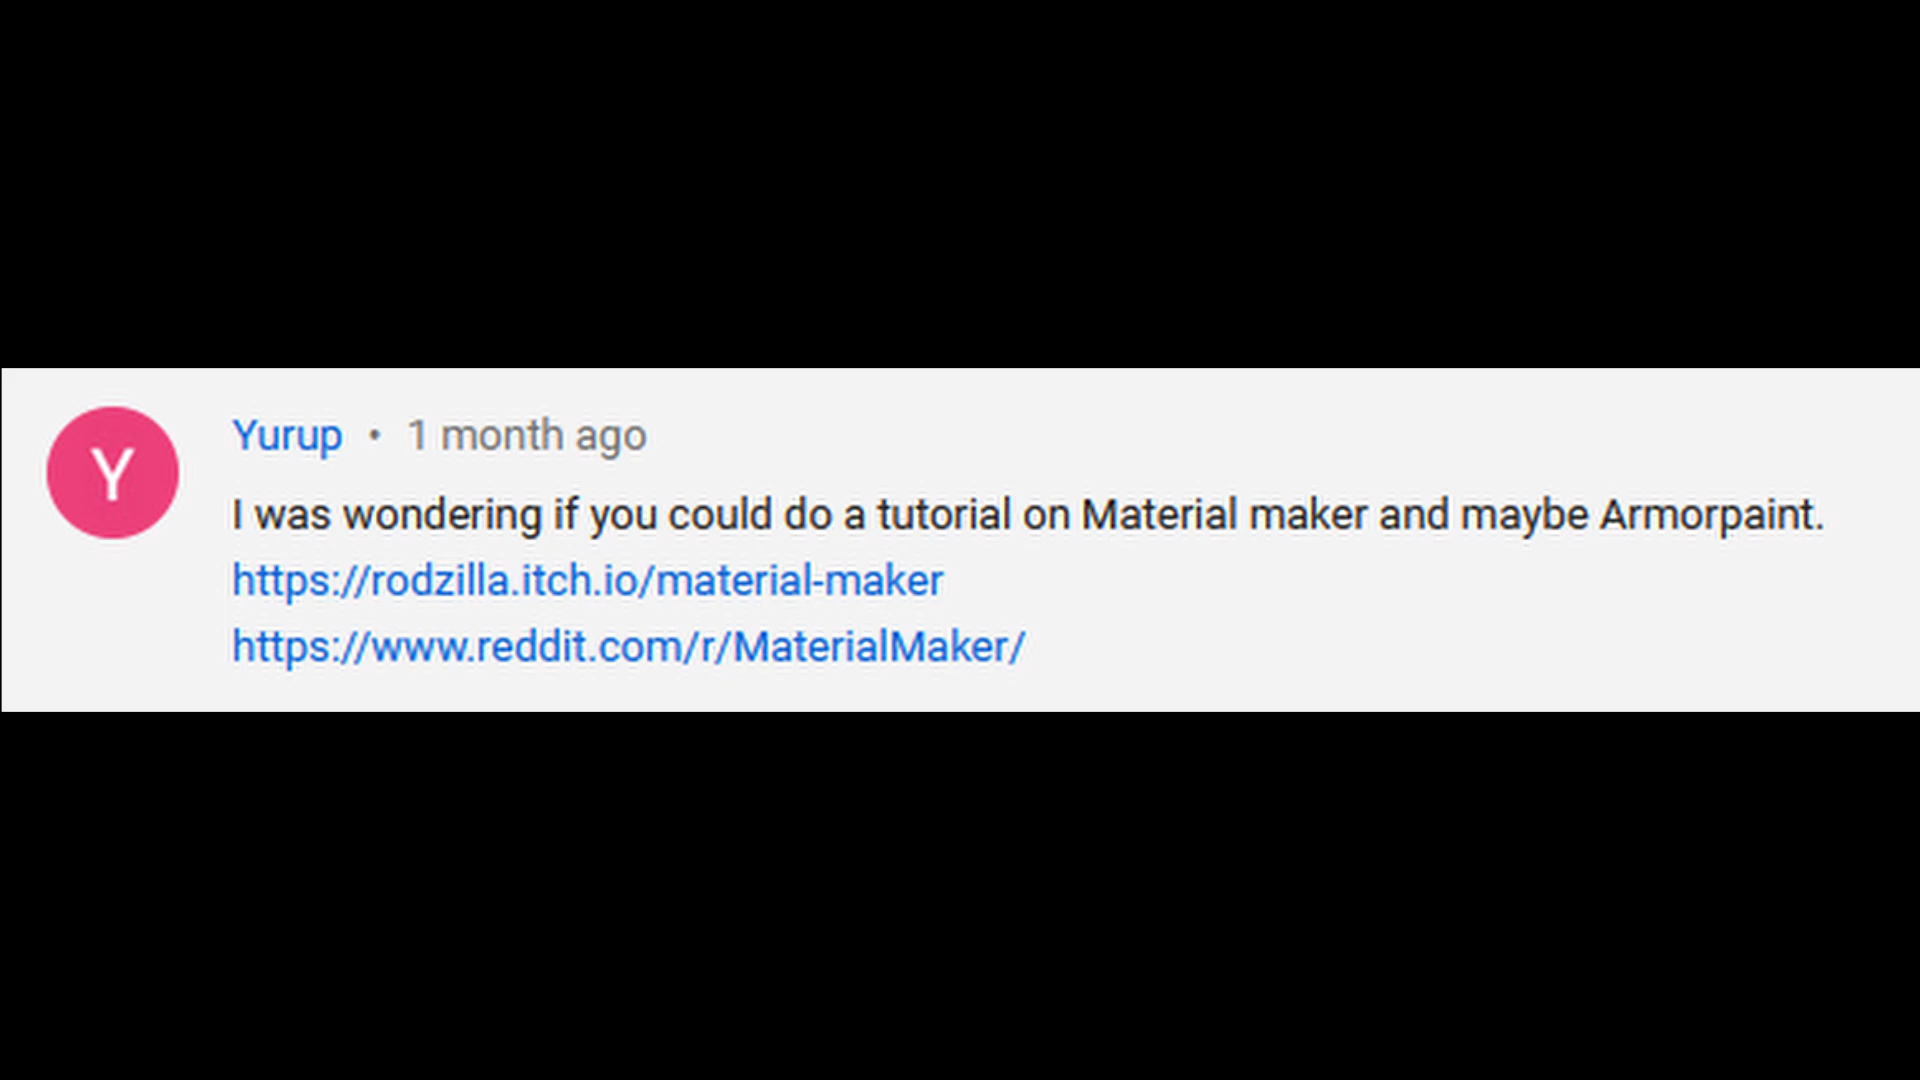 Y
Yurup • 1 month ago
I was wondering if you could do a tutorial on Material maker and maybe Armorpaint.
https://rodzilla.itch.io/material-maker
https://www.reddit.com/r/MaterialMaker/